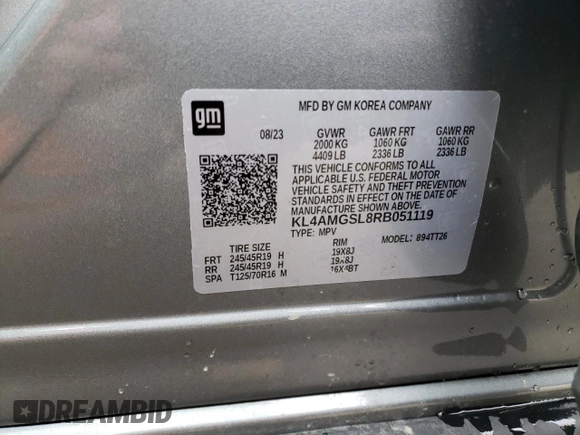 gm
MFD BY GM KOREA COMPANY
08/23 GVWR GAWR FRT GAWR RR
2000 KG 1060 KG 1060 KG
4409 LB 2336 LB 2336 LB
THIS VEHICLE CONFORMS TO ALL
APPLICABLE U.S. FEDERAL MOTOR
VEHICLE SAFETY AND THEFT PREVENTION
STANDARDS IN EFFECT ON THE DATE OF
MANUFACTURE SHOWN ABOVE.
KL4AMGSL8RB051119
TYPE: MPV MODEL: 894TT26
TIRE SIZE RIM
FRT 245/45R19 H 19X8J
RR 245/45R19 H 19X8J
SPA T125/70R16 M 16X4BT
DREAMBID